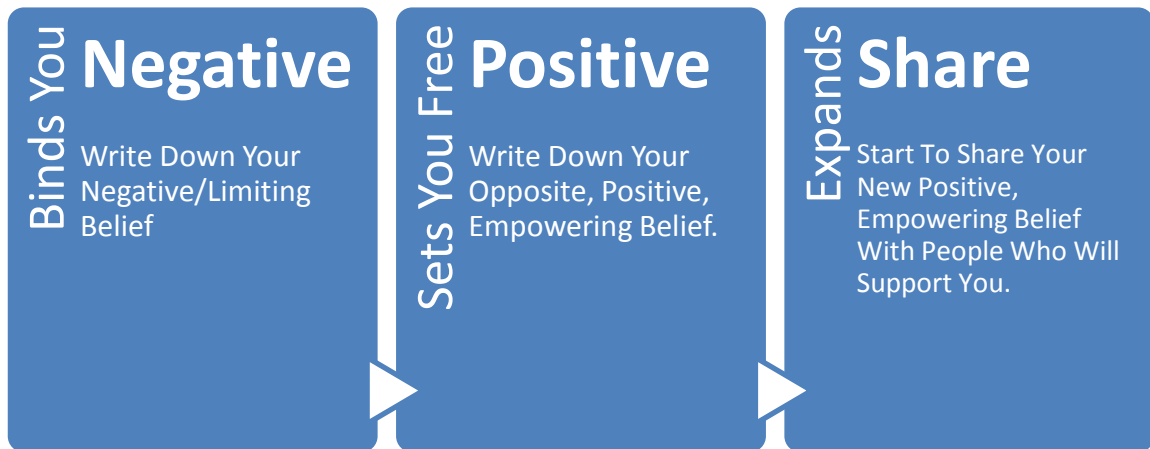 Binds You
Negative
Write Down Your
Negative/Limiting
Belief
Sets You Free
Positive
Write Down Your
Opposite, Positive,
Empowering Belief.
Expands
Share
Start To Share Your
New Positive,
Empowering Belief
With People Who Will
Support You.